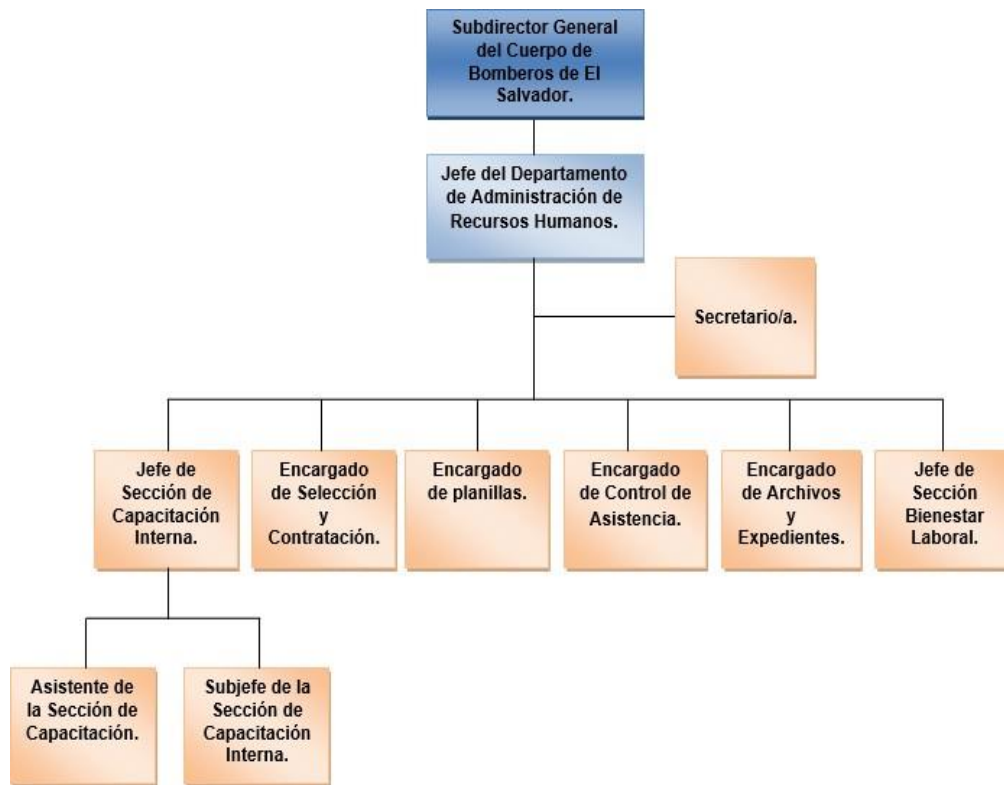 Subdirector General
del Cuerpo de
Bomberos de El
Salvador.
Jefe del Departamento
de Administración de
Recursos Humanos.
Secretario/a.
Jefe de
Sección de
Capacitación
Interna.
Encargado
de Selección
y
Contratación.
Encargado
de planillas.
Encargado
de Control de
Asistencia.
Encargado
de Archivos
y
Expedientes.
Jefe de
Sección
Bienestar
Laboral.
Asistente de
la Sección de
Capacitación.
Subjefe de la
Sección de
Capacitación
Interna.